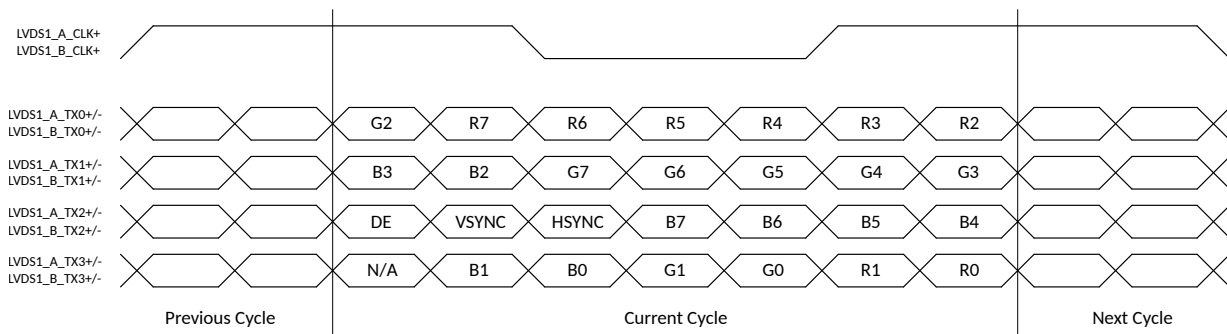 LVDS1_A_CLK+
LVDS1_B_CLK+
LVDS1_A_TX0+/-
LVDS1_B_TX0+/-
G2 R7 R6 R5 R4 R3 R2
LVDS1_A_TX1+/-
LVDS1_B_TX1+/-
B3 B2 G7 G6 G5 G4 G3
LVDS1_A_TX2+/-
LVDS1_B_TX2+/-
DE VSYNC HSYNC B7 B6 B5 B4
LVDS1_A_TX3+/-
LVDS1_B_TX3+/-
N/A B1 B0 G1 G0 R1 R0
Previous Cycle Current Cycle Next Cycle